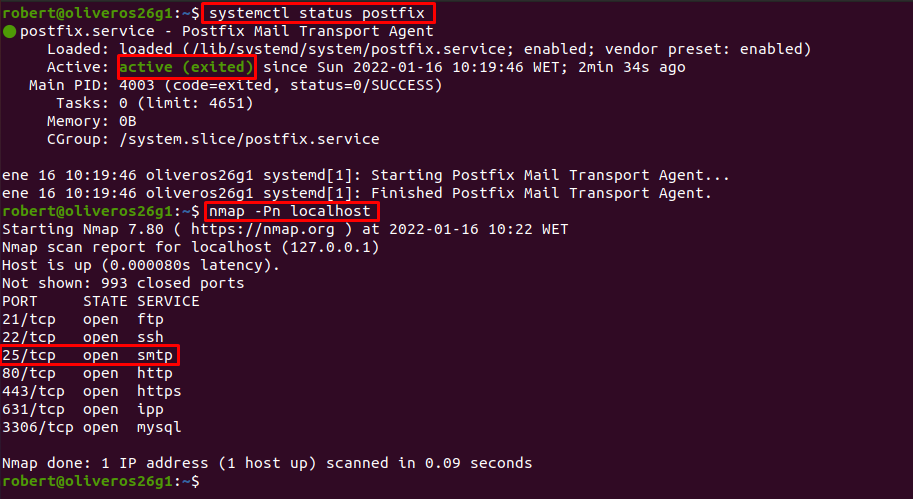 robert@oliveros26g1:~$ systemctl status postfix
● postfix.service - Postfix Mail Transport Agent
     Loaded: loaded (/lib/systemd/system/postfix.service; enabled; vendor preset: enabled)
     Active: active (exited) since Sun 2022-01-16 10:19:46 WET; 2min 34s ago
   Main PID: 4003 (code=exited, status=0/SUCCESS)
      Tasks: 0 (limit: 4651)
     Memory: 0B
     CGroup: /system.slice/postfix.service

ene 16 10:19:46 oliveros26g1 systemd[1]: Starting Postfix Mail Transport Agent...
ene 16 10:19:46 oliveros26g1 systemd[1]: Finished Postfix Mail Transport Agent.
robert@oliveros26g1:~$ nmap -Pn localhost
Starting Nmap 7.80 ( https://nmap.org ) at 2022-01-16 10:22 WET
Nmap scan report for localhost (127.0.0.1)
Host is up (0.000080s latency).
Not shown: 993 closed ports
PORT     STATE SERVICE
21/tcp   open  ftp
22/tcp   open  ssh
25/tcp   open  smtp
80/tcp   open  http
443/tcp  open  https
631/tcp  open  ipp
3306/tcp open  mysql

Nmap done: 1 IP address (1 host up) scanned in 0.09 seconds
robert@oliveros26g1:~$